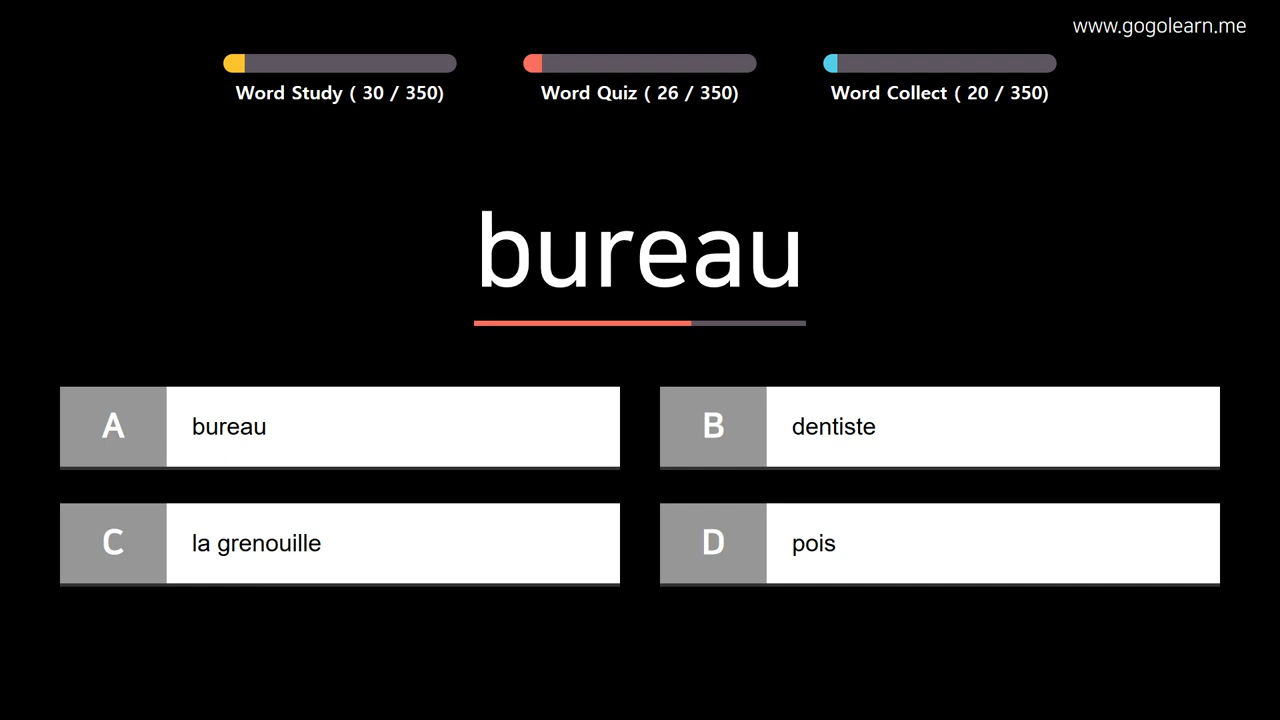 www.gogolearn.me
Word Study ( 30 / 350)
Word Quiz ( 26 / 350)
Word Collect ( 20 / 350)
bureau
A bureau
B dentiste
C la grenouille
D pois